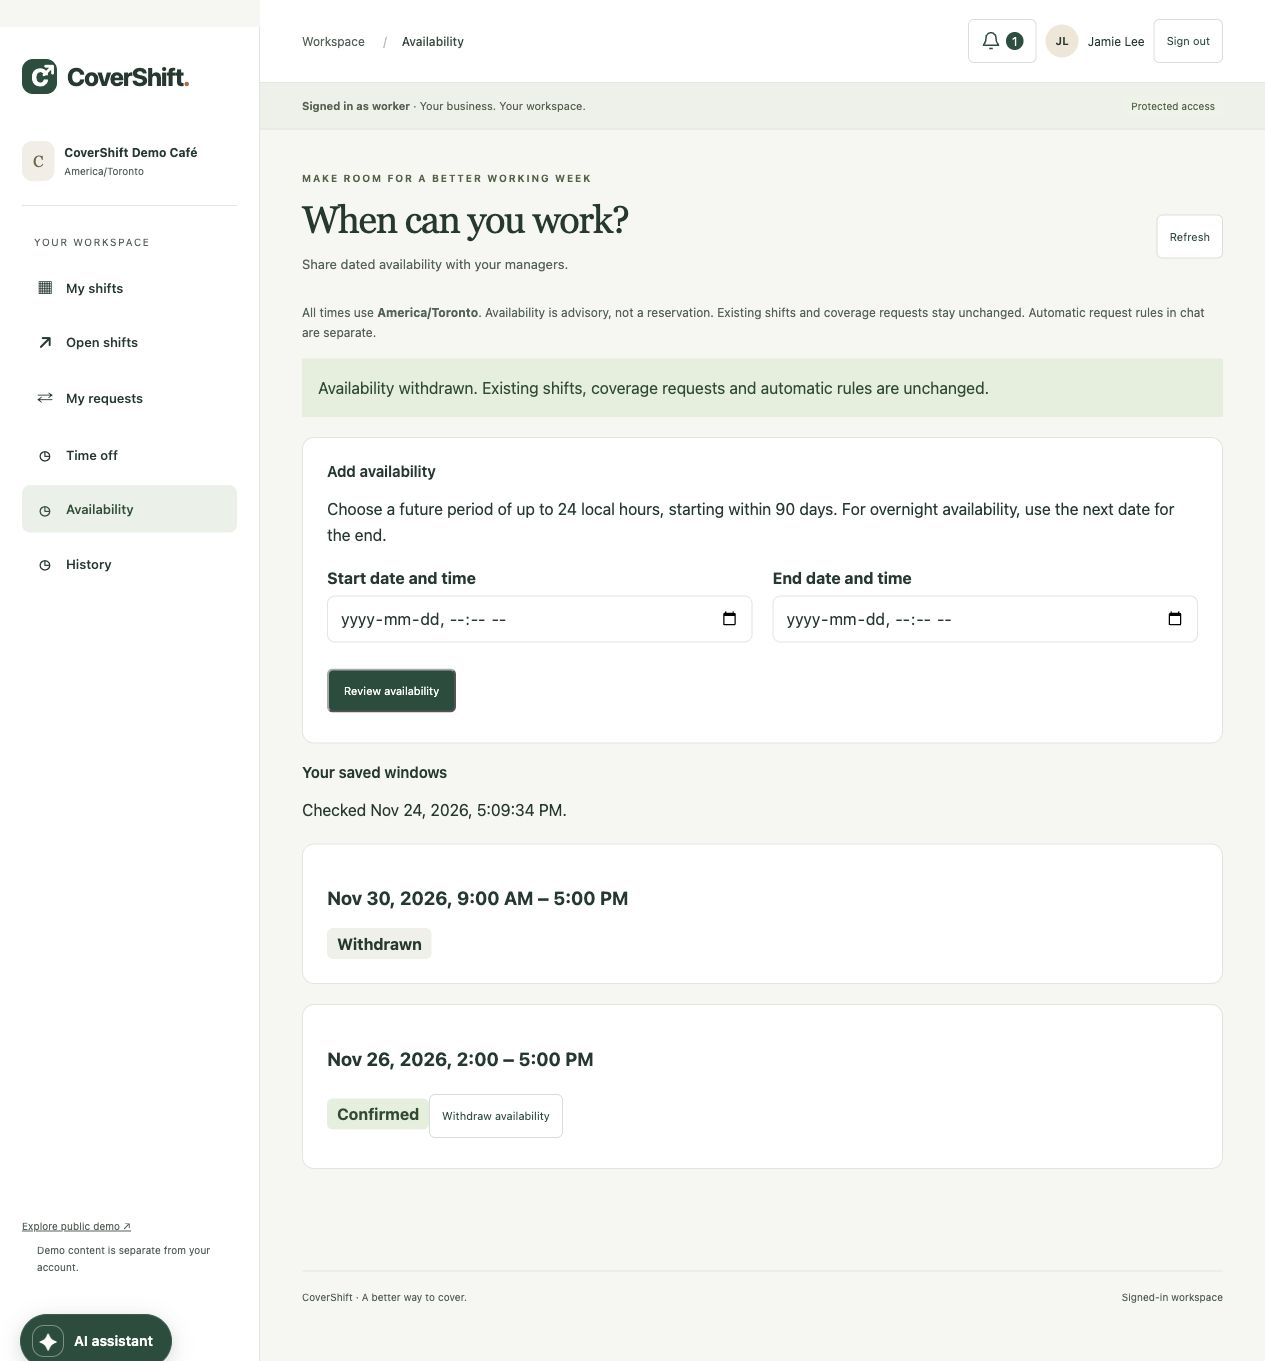 CoverShift.
C
CoverShift Demo Café
America/Toronto
YOUR WORKSPACE
My shifts
Open shifts
My requests
Time off
Availability
History
Explore public demo ↗
Demo content is separate from your
account.
AI assistant
Workspace / Availability
1
JL
Jamie Lee
Sign out
Signed in as worker · Your business. Your workspace.
Protected access
MAKE ROOM FOR A BETTER WORKING WEEK
When can you work?
Share dated availability with your managers.
Refresh
All times use America/Toronto. Availability is advisory, not a reservation. Existing shifts and coverage requests stay unchanged. Automatic request rules in chat
are separate.
Availability withdrawn. Existing shifts, coverage requests and automatic rules are unchanged.
Add availability
Choose a future period of up to 24 local hours, starting within 90 days. For overnight availability, use the next date for
the end.
Start date and time
yyyy-mm-dd, --:-- --
End date and time
yyyy-mm-dd, --:-- --
Review availability
Your saved windows
Checked Nov 24, 2026, 5:09:34 PM.
Nov 30, 2026, 9:00 AM – 5:00 PM
Withdrawn
Nov 26, 2026, 2:00 – 5:00 PM
Confirmed
Withdraw availability
CoverShift · A better way to cover.
Signed-in workspace